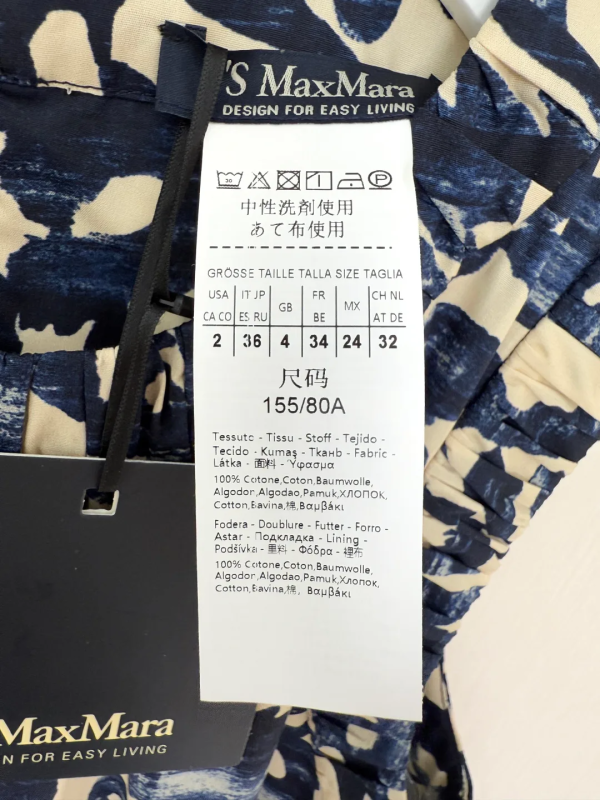 'S MaxMara
DESIGN FOR EASY LIVING
30 P
中性洗剤使用
あて布使用
GRÖSSE TAILLE TALLA SIZE TAGLIA
USA IT JP GB FR MX CH NL
CA CO ES RU BE AT DE
2 36 4 34 24 32
尺码
155/80A
Tessuto - Tissu - Stoff - Tejido -
Tecido - Kumaş - Ткань - Fabric -
Látka - 面料 - Ύφασμα
100% Cotone,Coton,Baumwolle,
Algodon,Algodao,Pamuk,ХЛОПОК,
Cotton,Bavlna,棉, Βαμβάκι
Fodera - Doublure - Futter - Forro -
Astar - Подкладка - Lining -
Podšívka - 里料 - Φόδρα - 裡布
100% Cotone,Coton,Baumwolle,
Algodon,Algodao,Pamuk,Хлопок,
Cotton,Bavlna,棉, Βαμβάκι
MaxMara
N FOR EASY LIVING